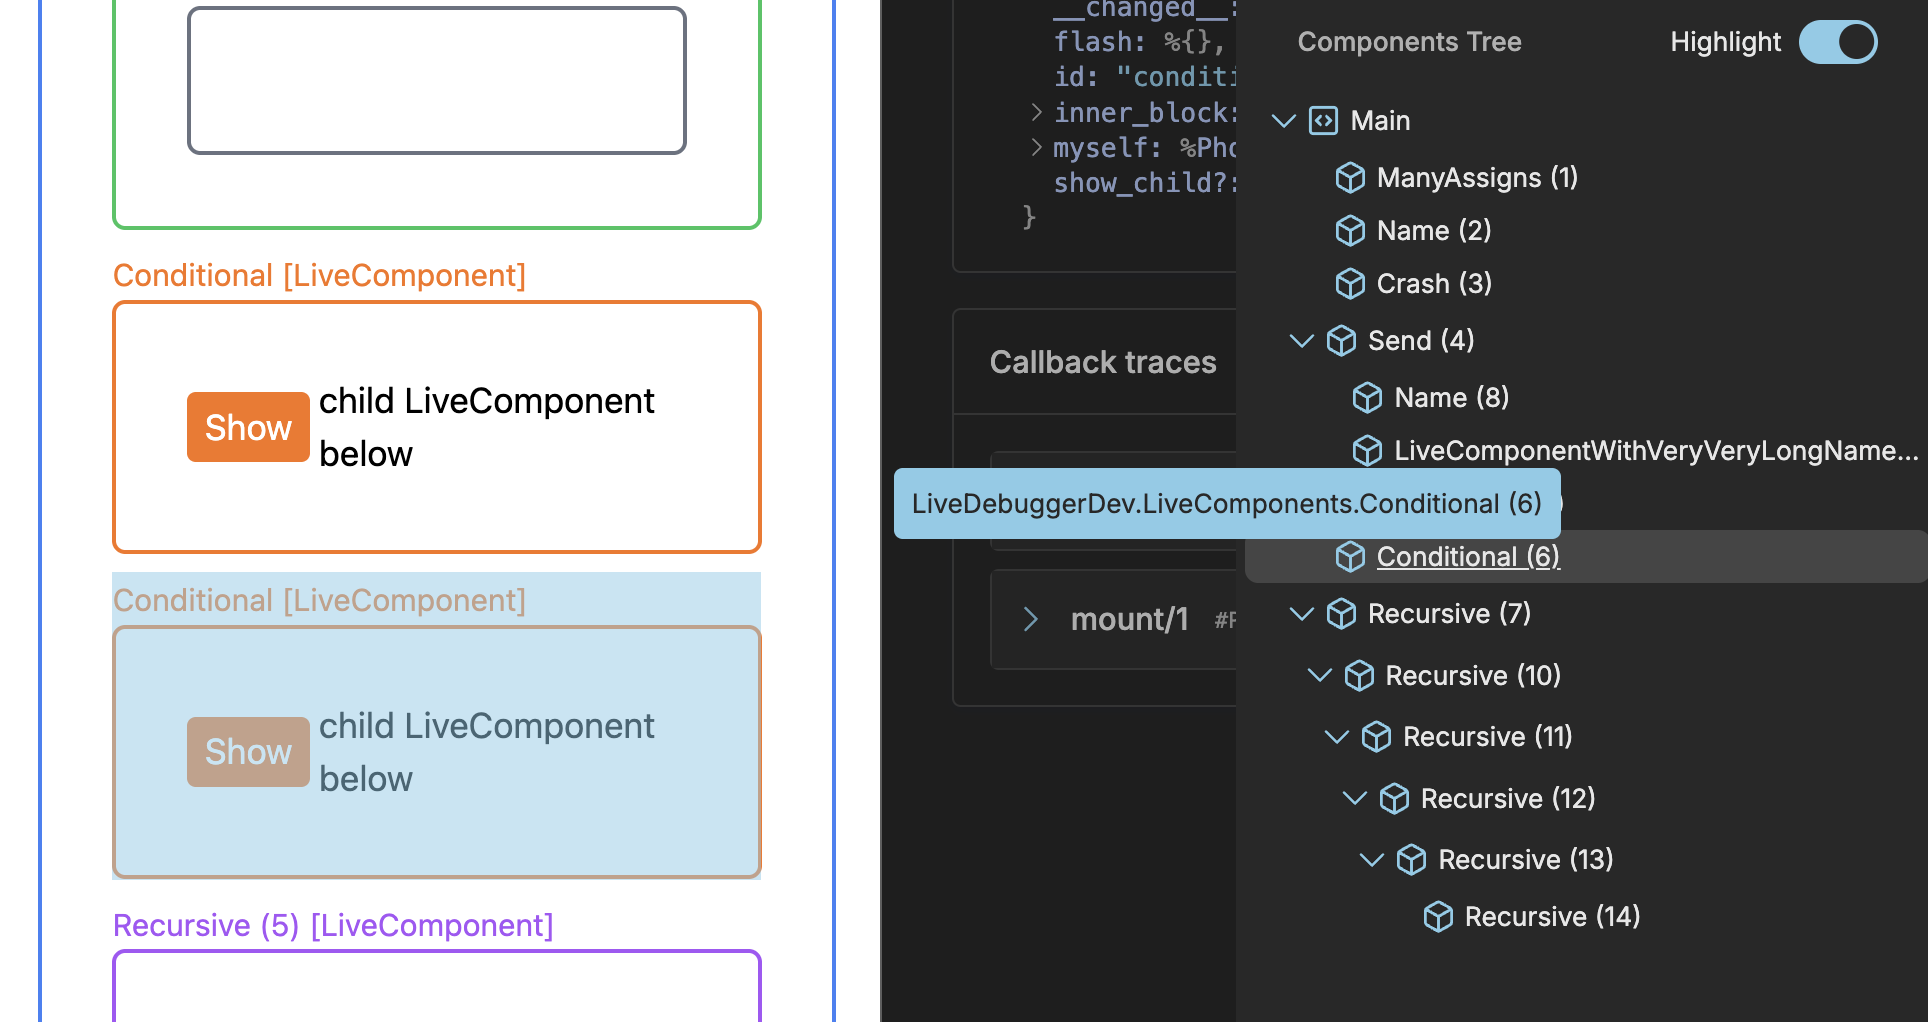 Conditional [LiveComponent]
Show
child LiveComponent
below
Conditional [LiveComponent]
Show
child LiveComponent
below
Recursive (5) [LiveComponent]
__changed__:
flash: %{},
id: "conditi
inner_block:
myself: %Pho
show_child?:
}
Callback traces
mount/1
Components Tree
Highlight
Main
ManyAssigns (1)
Name (2)
Crash (3)
Send (4)
Name (8)
LiveComponentWithVeryVeryLongName...
LiveDebuggerDev.LiveComponents.Conditional (6)
Conditional (6)
Recursive (7)
Recursive (10)
Recursive (11)
Recursive (12)
Recursive (13)
Recursive (14)